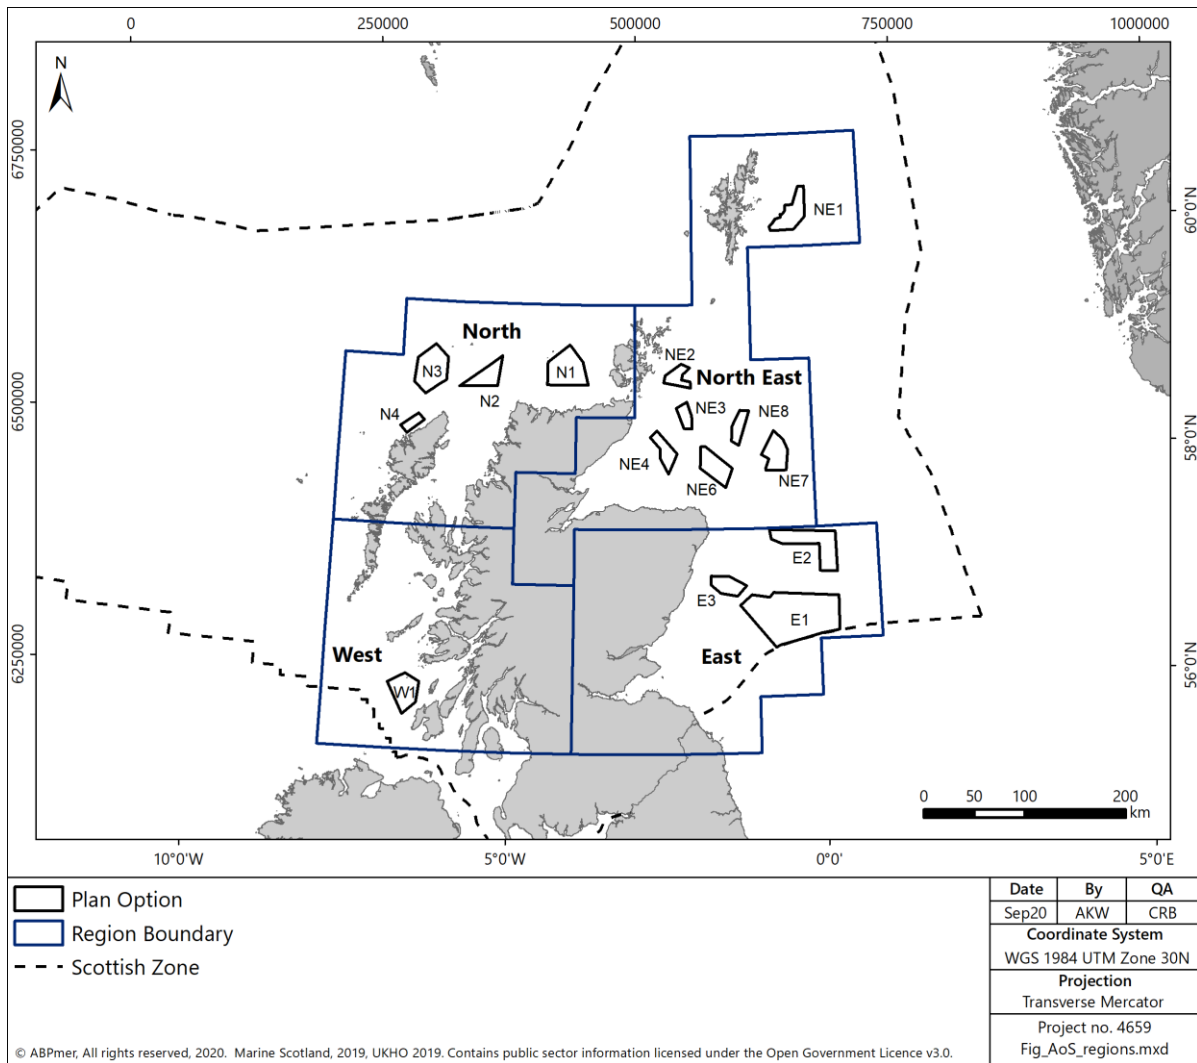 0 250000 500000 750000 1000000
N
6750000
6500000
6250000
60°0'N
58°0'N
56°0'N
NE1
North
NE2
North East
N3
N1
N2
NE3
NE8
N4
NE4
NE6
NE7
E2
E3
E1
West
East
W1
0 50 100 200
km
10°0'W 5°0'W 0°0' 5°0'E
Plan Option
Region Boundary
Scottish Zone
Date By QA
Sep20 AKW CRB
Coordinate System
WGS 1984 UTM Zone 30N
Projection
Transverse Mercator
Project no. 4659
Fig_AoS_regions.mxd
© ABPmer, All rights reserved, 2020. Marine Scotland, 2019, UKHO 2019. Contains public sector information licensed under the Open Government Licence v3.0.